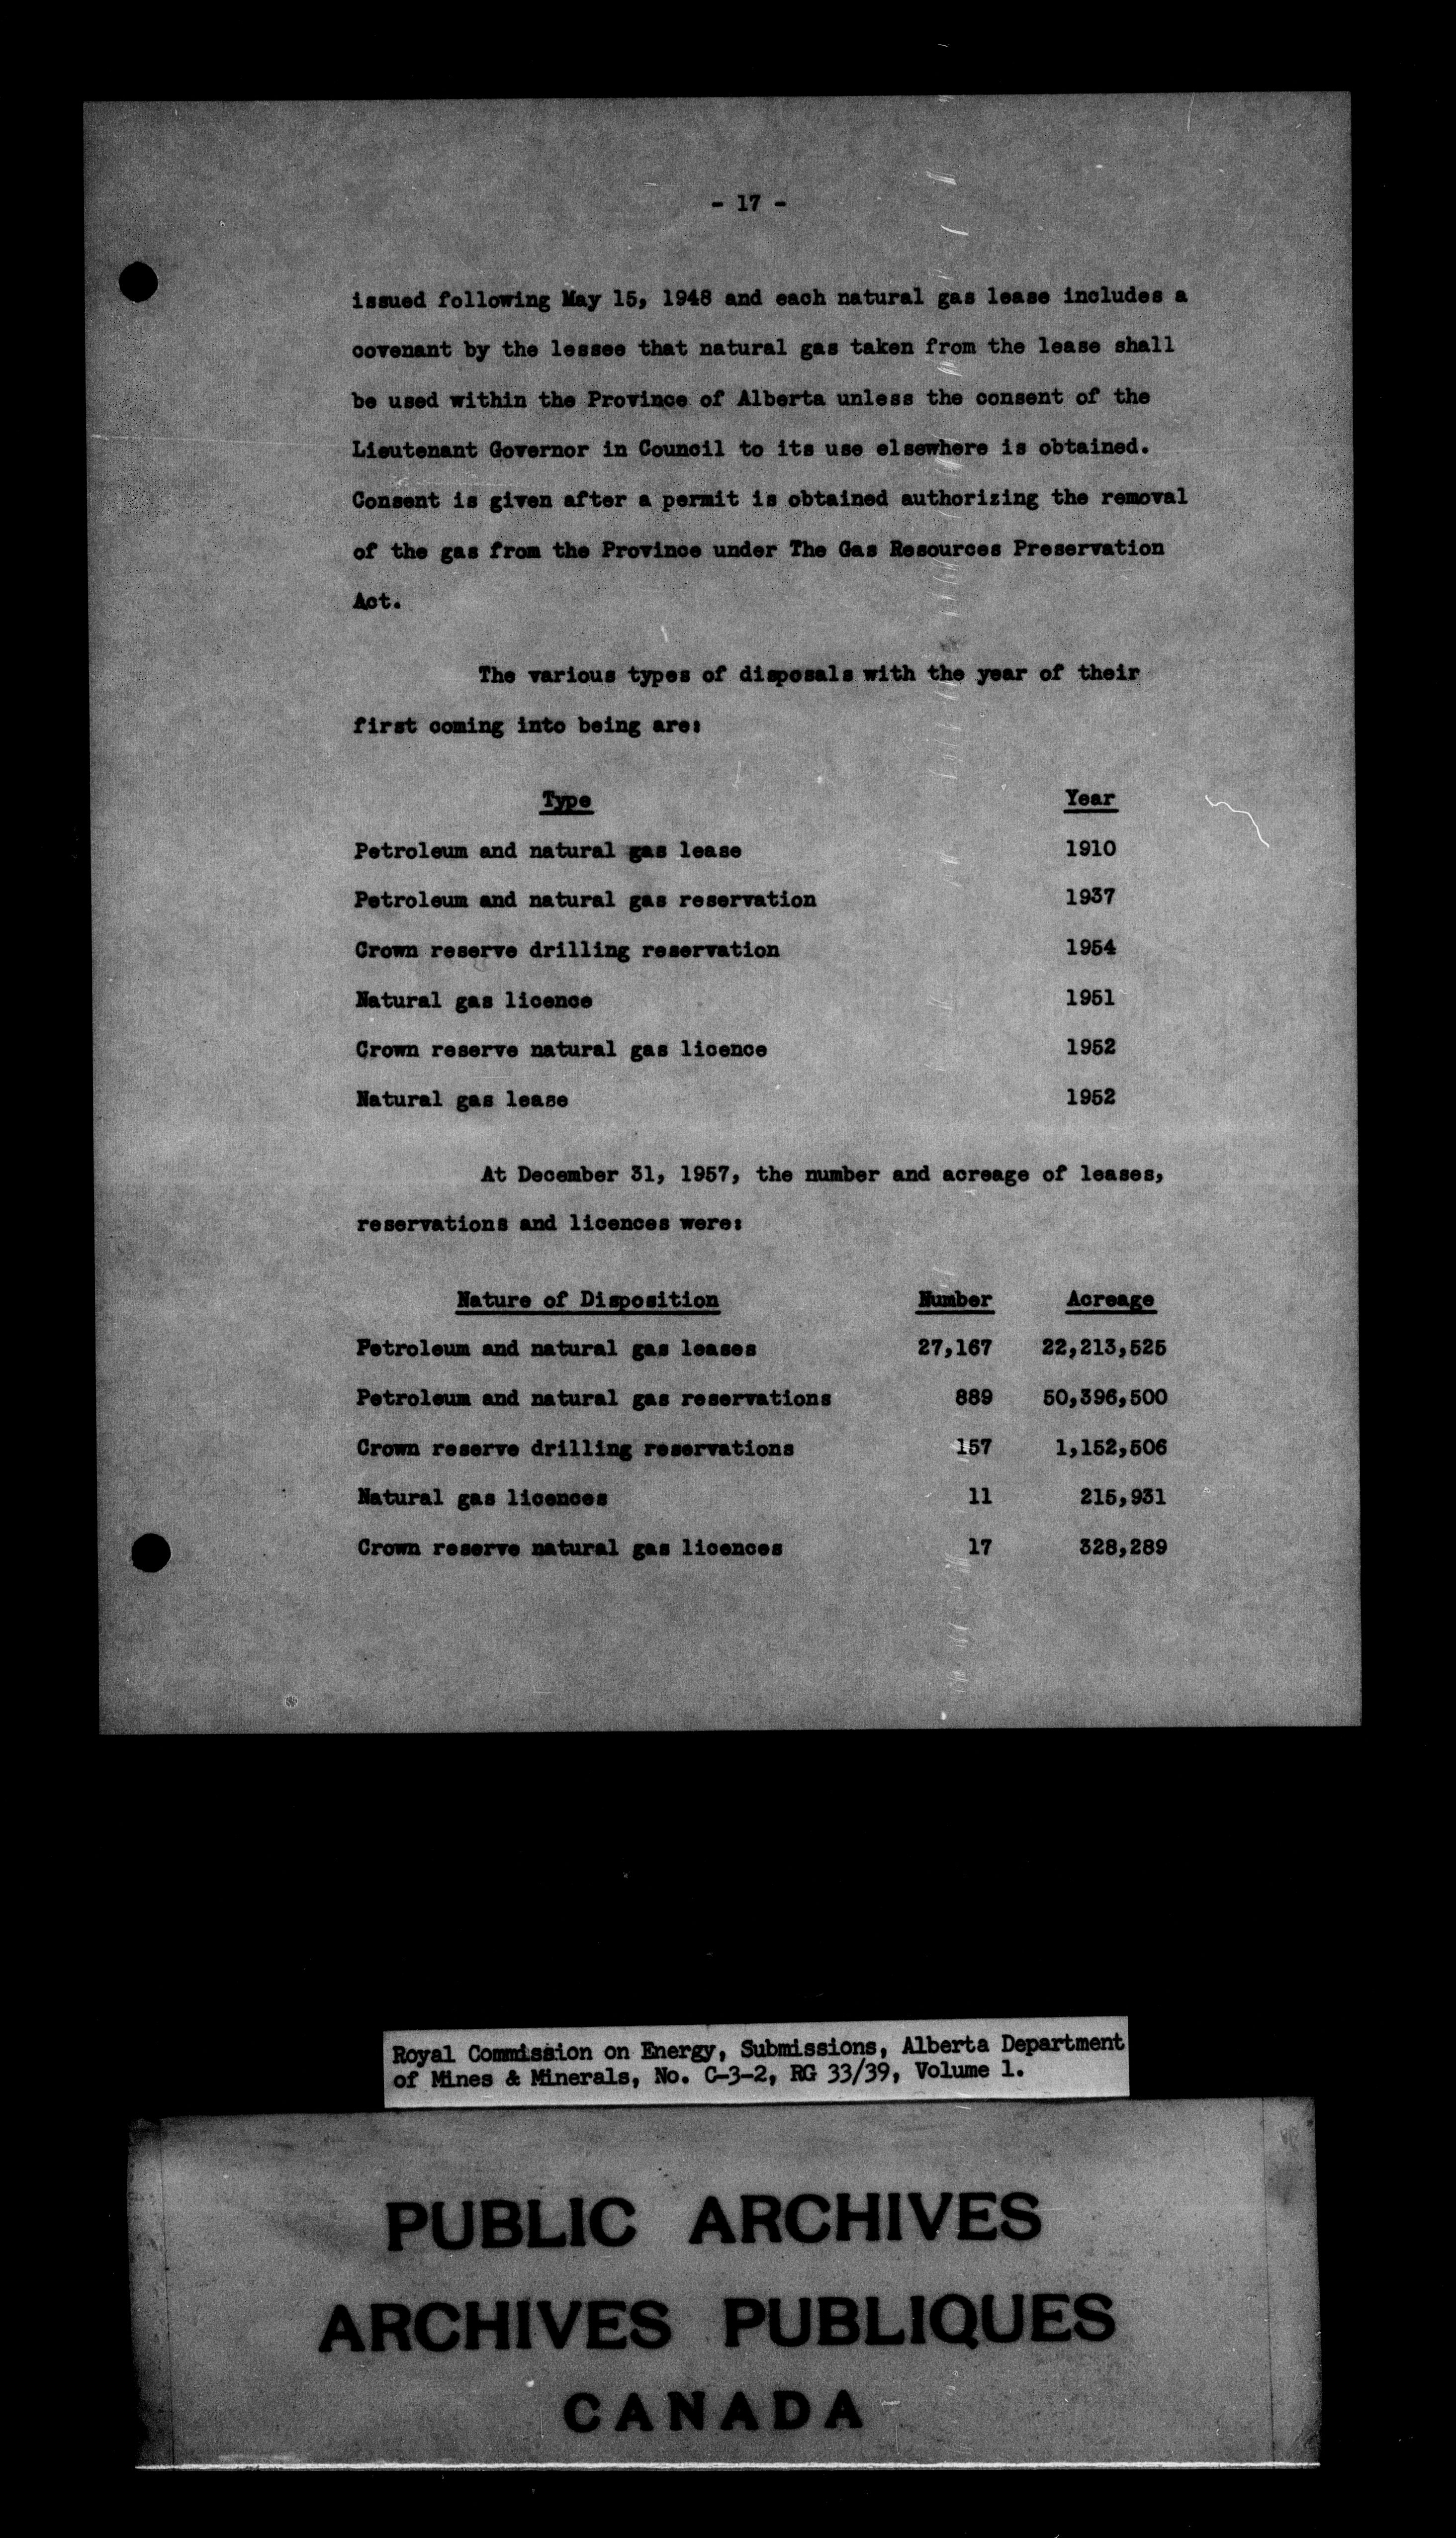 - 17 -
issued following May 15, 1948 and each natural gas lease includes a
covenant by the lessee that natural gas taken from the lease shall
be used within the Province of Alberta unless the consent of the
Lieutenant Governor in Council to its use elsewhere is obtained.
Consent is given after a permit is obtained authorizing the removal
of the gas from the Province under The Gas Resources Preservation
Act.
The various types of disposals with the year of their
first coming into being are:
Type Year
Petroleum and natural gas lease 1910
Petroleum and natural gas reservation 1937
Crown reserve drilling reservation 1954
Natural gas licence 1951
Crown reserve natural gas licence 1952
Natural gas lease 1952
At December 31, 1957, the number and acreage of leases,
reservations and licences were:
Nature of Disposition Number Acreage
Petroleum and natural gas leases 27,167 22,213,525
Petroleum and natural gas reservations 889 50,396,500
Crown reserve drilling reservations 157 1,152,506
Natural gas licences 11 215,931
Crown reserve natural gas licences 17 328,289
Royal Commission on Energy, Submissions, Alberta Department
of Mines & Minerals, No. C-3-2, RG 33/39, Volume 1.
PUBLIC ARCHIVES
ARCHIVES PUBLIQUES
CANADA